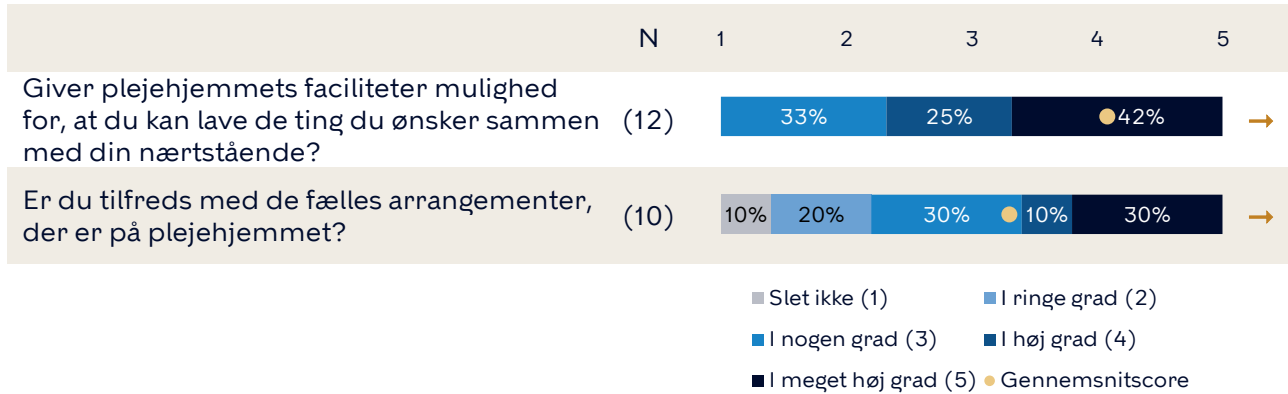 N 1 2 3 4 5
Giver plejehjemmets faciliteter mulighed
for, at du kan lave de ting du ønsker sammen
med din nærtstående?
(12) 33% 25% 42% →
Er du tilfreds med de fælles arrangementer,
der er på plejehjemmet?
(10) 10% 20% 30% 10% 30% →
Slet ikke (1) I ringe grad (2)
I nogen grad (3) I høj grad (4)
I meget høj grad (5) Gennemsnitscore